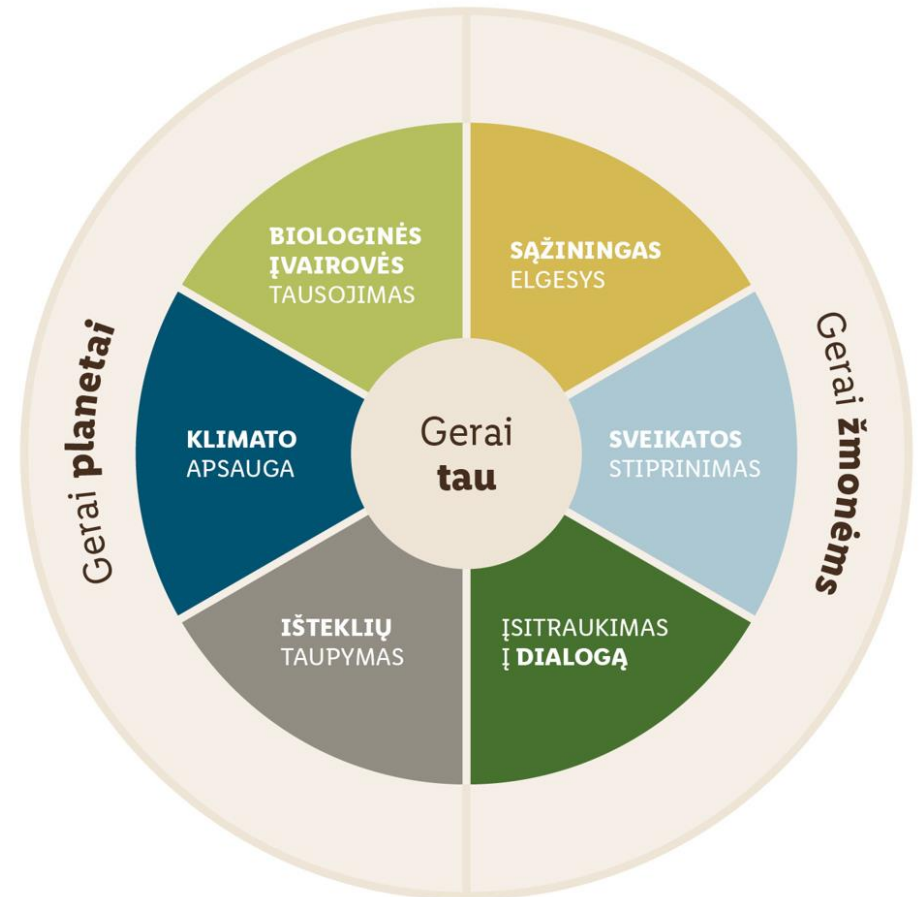 BIOLOGINĖS
ĮVAIROVĖS
TAUSOJIMAS
SĄŽININGAS
ELGESYS
Gerai planetai
KLIMATO
APSAUGA
Gerai
tau
SVEIKATOS
STIPRINIMAS
Gerai žmonėms
IŠTEKLIŲ
TAUPYMAS
ĮSITRAUKIMAS
Į DIALOGĄ